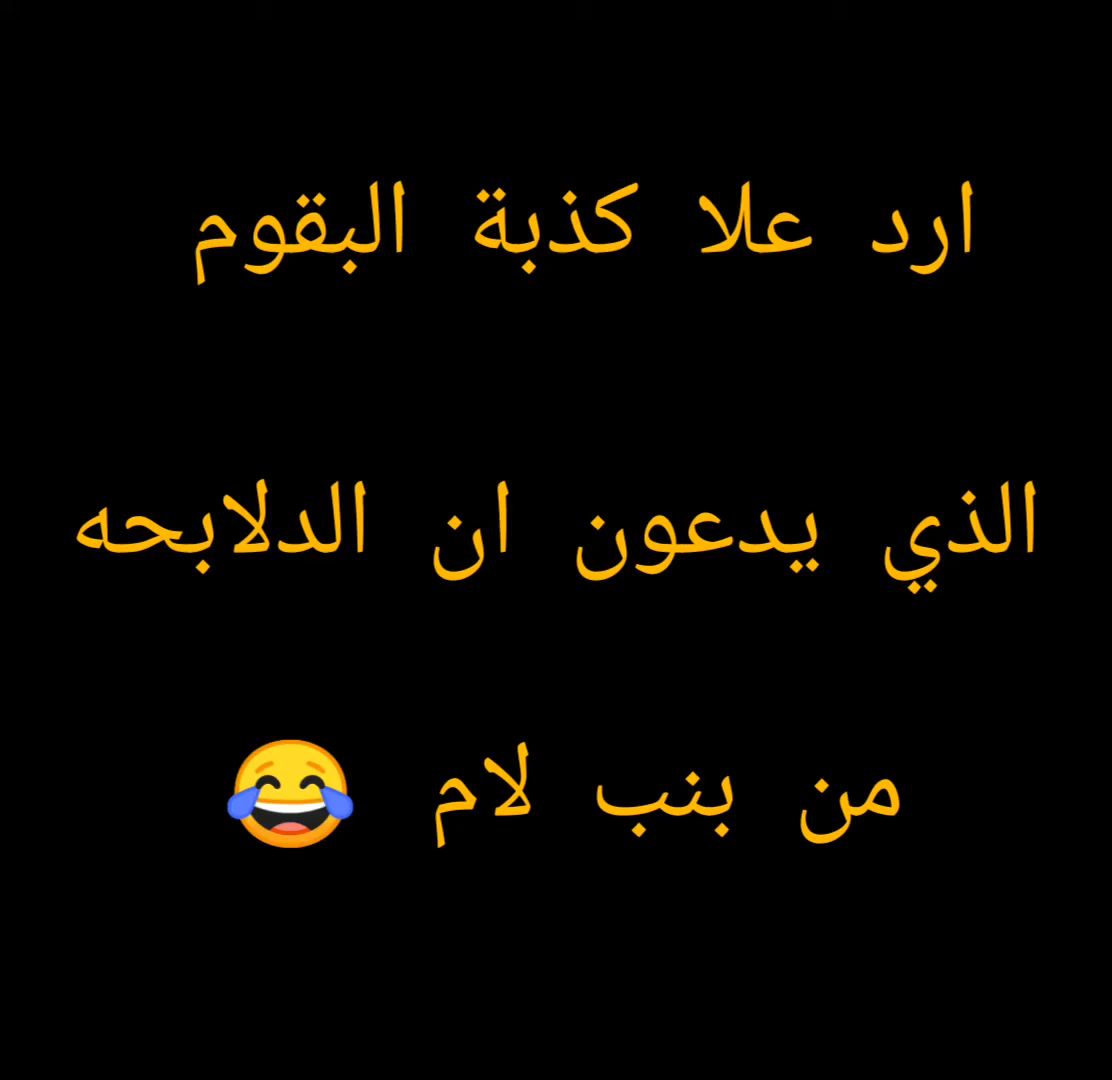 ارد علا كذبة البقوم
الذي يدعون ان الدلابحه
من بنب لام 😂